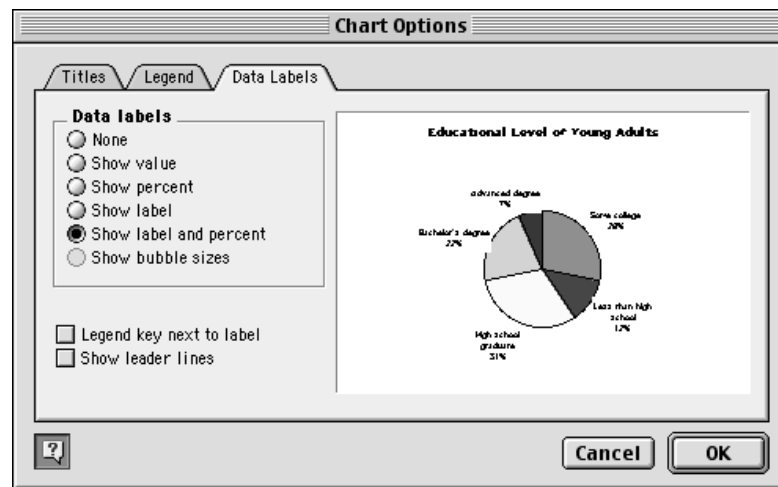 Chart Options
Titles
Legend
Data Labels
Data labels
None
Show value
Show percent
Show label
Show label and percent
Show bubble sizes
Legend key next to label
Show leader lines
Educational Level of Young Adults
advanced degree
7%
Some college
28%
Bachelor's degree
22%
Less than high
school
12%
High school
graduate
31%
?
Cancel
OK